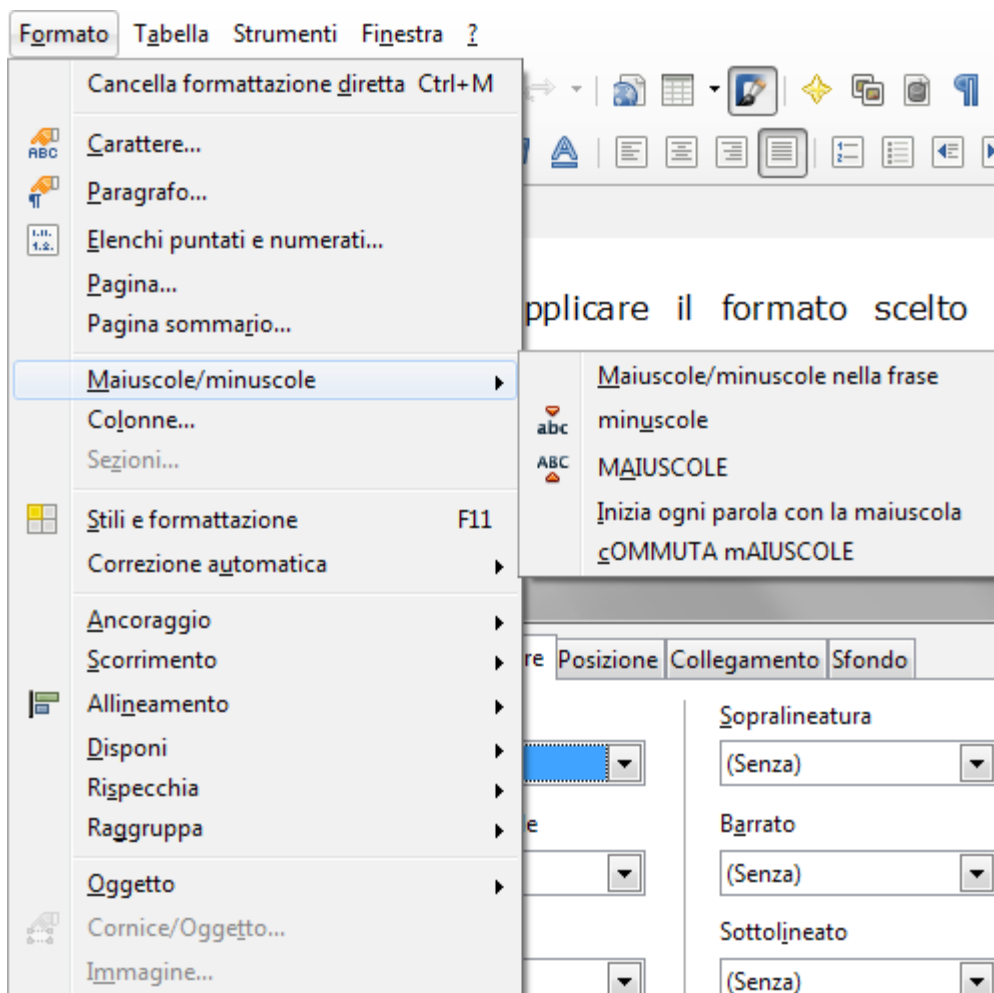 Formato Tabella Strumenti Finestra ?
Cancella formattazione diretta Ctrl+M
Carattere...
Paragrafo...
Elenchi puntati e numerati...
Pagina...
Pagina sommario...
Maiuscole/minuscole
Colonne...
Sezioni...
Stili e formattazione F11
Correzione automatica
Ancoraggio
Scorrimento
Allineamento
Disponi
Rispecchia
Raggruppa
Oggetto
Cornice/Oggetto...
Immagine...
pplicare il formato scelto
Maiuscole/minuscole nella frase
abc minuscole
ABC MAIUSCOLE
Inizia ogni parola con la maiuscola
cOMMUTA mAIUSCOLE
re Posizione Collegamento Sfondo
Sopralineatura
(Senza)
e Barrato
(Senza)
Sottolineato
(Senza)